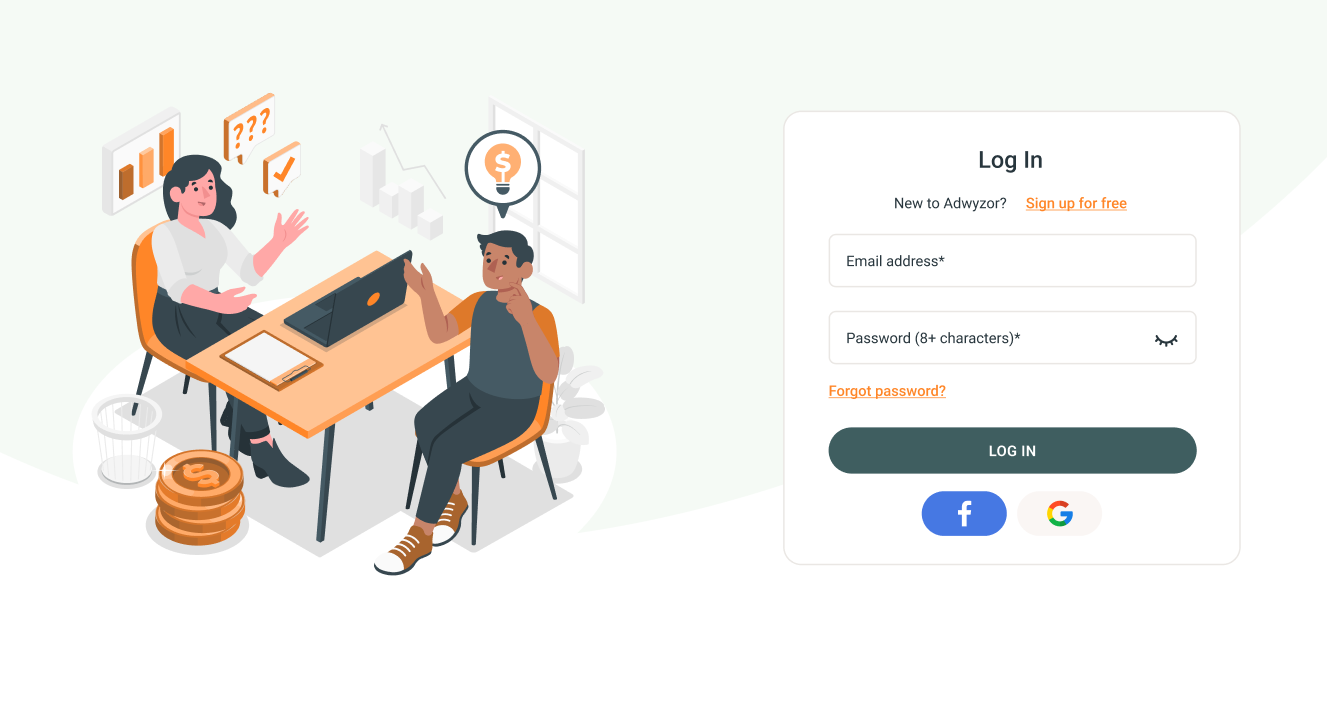 ???
$
$
Log In
New to Adwyzor? Sign up for free
Email address*
Password (8+ characters)*
Forgot password?
LOG IN
f G